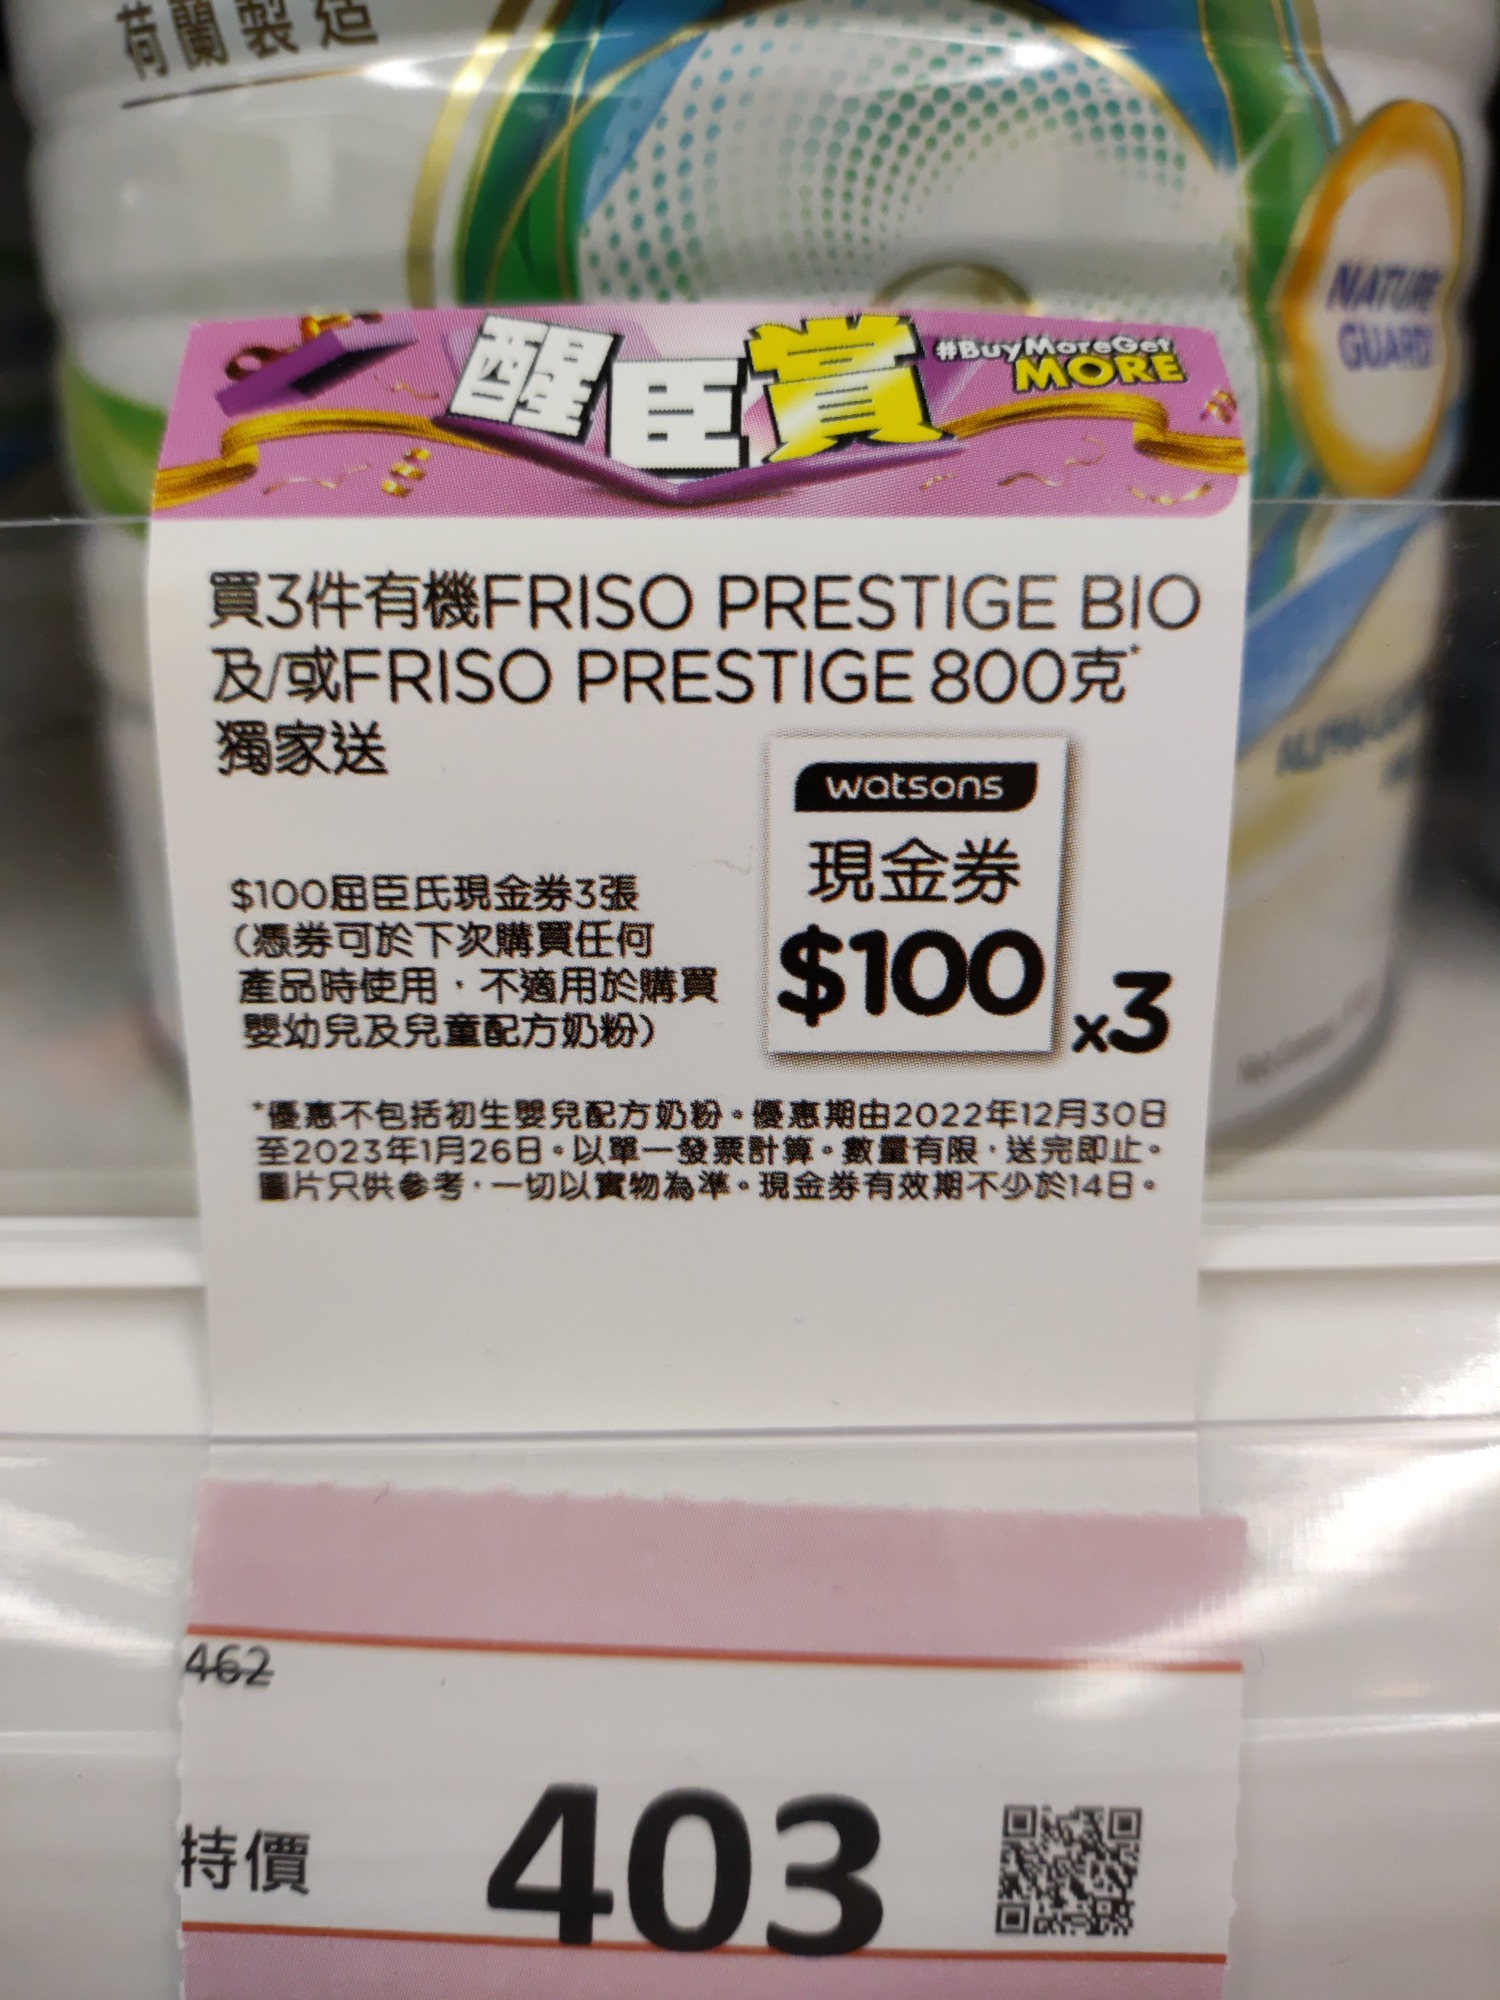 荷蘭製造
NATURE
GUARD
醒臣賞
#BuyMoreGet
MORE
買3件有機FRISO PRESTIGE BIO
及/或FRISO PRESTIGE 800克*
獨家送
watsons
現金券
$100
x3
$100屈臣氏現金券3張
(憑券可於下次購買任何
產品時使用，不適用於購買
嬰幼兒及兒童配方奶粉)
*優惠不包括初生嬰兒配方奶粉。優惠期由2022年12月30日
至2023年1月26日。以單一發票計算。數量有限，送完即止。
圖片只供參考，一切以實物為準。現金券有效期不少於14日。
462
特價
403